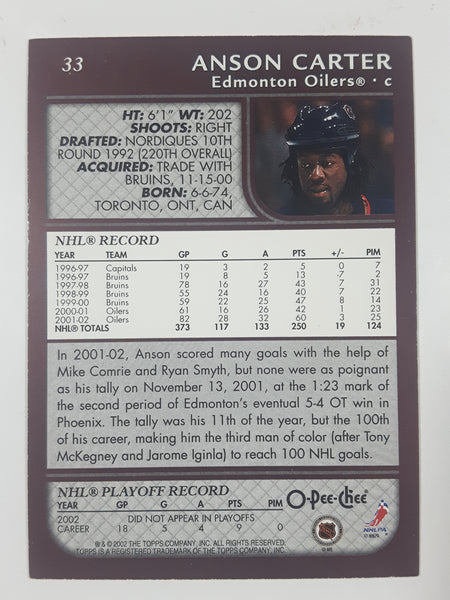 33
ANSON CARTER
Edmonton Oilers® · C
HT: 6'1" WT: 202
SHOOTS: RIGHT
DRAFTED: NORDIQUES 10TH
ROUND 1992 (220TH OVERALL)
ACQUIRED: TRADE WITH
BRUINS, 11-15-00
BORN: 6-6-74,
TORONTO, ONT, CAN
NHL® RECORD
YEAR TEAM GP G A PTS +/- PIM
1996-97 Capitals 19 3 2 5 0 7
1996-97 Bruins 19 8 5 13 -7 2
1997-98 Bruins 78 16 27 43 7 31
1998-99 Bruins 55 24 16 40 7 22
1999-00 Bruins 59 22 25 47 8 14
2000-01 Oilers 61 16 26 42 1 23
2001-02 Oilers 82 28 32 60 3 25
NHL® TOTALS 373 117 133 250 19 124
In 2001-02, Anson scored many goals with the help of
Mike Comrie and Ryan Smyth, but none were as poignant
as his tally on November 13, 2001, at the 1:23 mark
of the second period of Edmonton's eventual 5-4 OT win in
Phoenix. The tally was his 11th of the year, but the 100th
of his career, making him the third man of color (after Tony
McKegney and Jarome Iginla) to reach 100 NHL goals.
NHL® PLAYOFF RECORD
YEAR GP G A PTS PIM
2002 DID NOT APPEAR IN PLAYOFFS
CAREER 18 5 4 9 0
O-Pee-Chee
NHL
NHLPA
® & © 2002 THE TOPPS COMPANY, INC. ALL RIGHTS RESERVED.
TOPPS IS A REGISTERED TRADEMARK OF THE TOPPS COMPANY, INC.